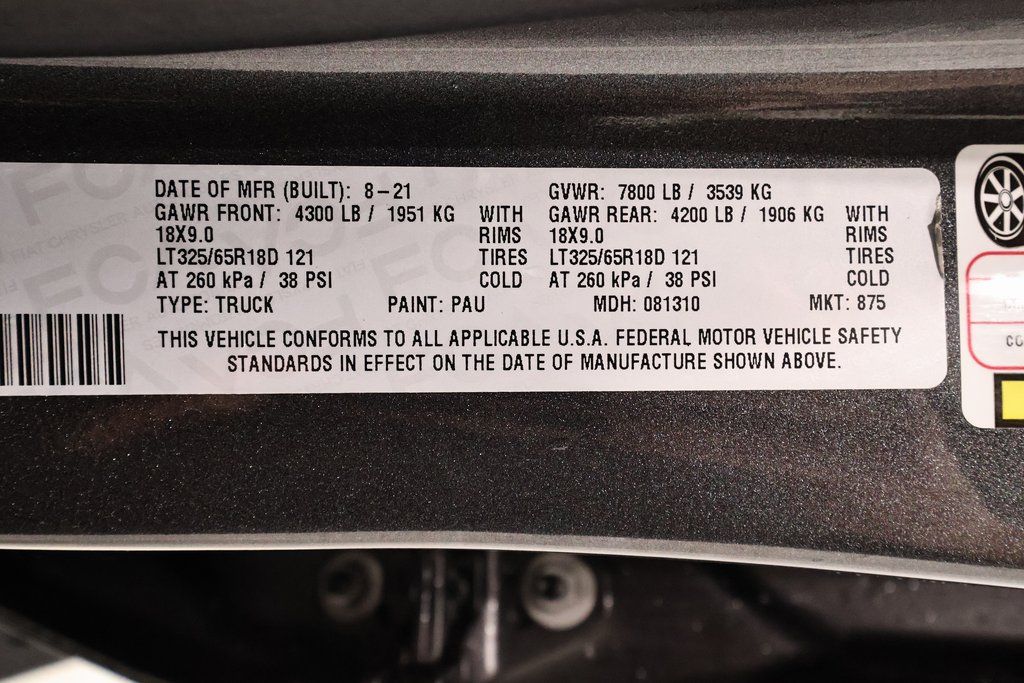 DATE OF MFR (BUILT): 8-21 GVWR: 7800 LB / 3539 KG
GAWR FRONT: 4300 LB / 1951 KG WITH GAWR REAR: 4200 LB / 1906 KG WITH
18X9.0 RIMS 18X9.0 RIMS
LT325/65R18D 121 TIRES LT325/65R18D 121 TIRES
AT 260 kPa / 38 PSI COLD AT 260 kPa / 38 PSI COLD
TYPE: TRUCK PAINT: PAU MDH: 081310 MKT: 875
THIS VEHICLE CONFORMS TO ALL APPLICABLE U.S.A. FEDERAL MOTOR VEHICLE SAFETY
STANDARDS IN EFFECT ON THE DATE OF MANUFACTURE SHOWN ABOVE.